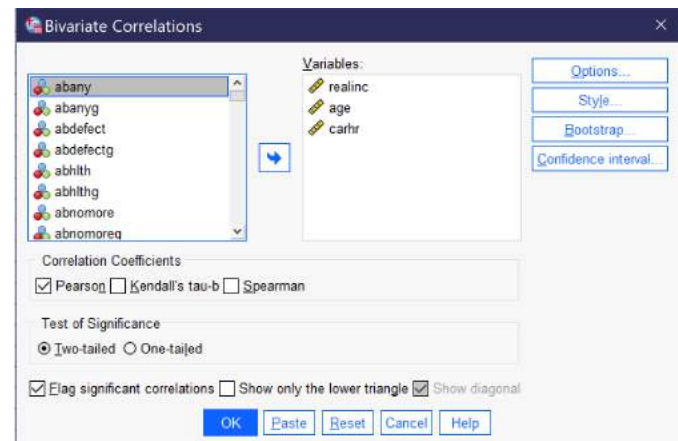 Bivariate Correlations
Variables:
abany
abanyg
abdefect
abdefectg
abhlth
abhlthg
abnomore
abnomoreg
realinc
age
carhr
Options...
Style...
Bootstrap...
Confidence interval...
Correlation Coefficients
Pearson Kendall's tau-b Spearman
Test of Significance
Two-tailed One-tailed
Flag significant correlations Show only the lower triangle Show diagonal
OK Paste Reset Cancel Help